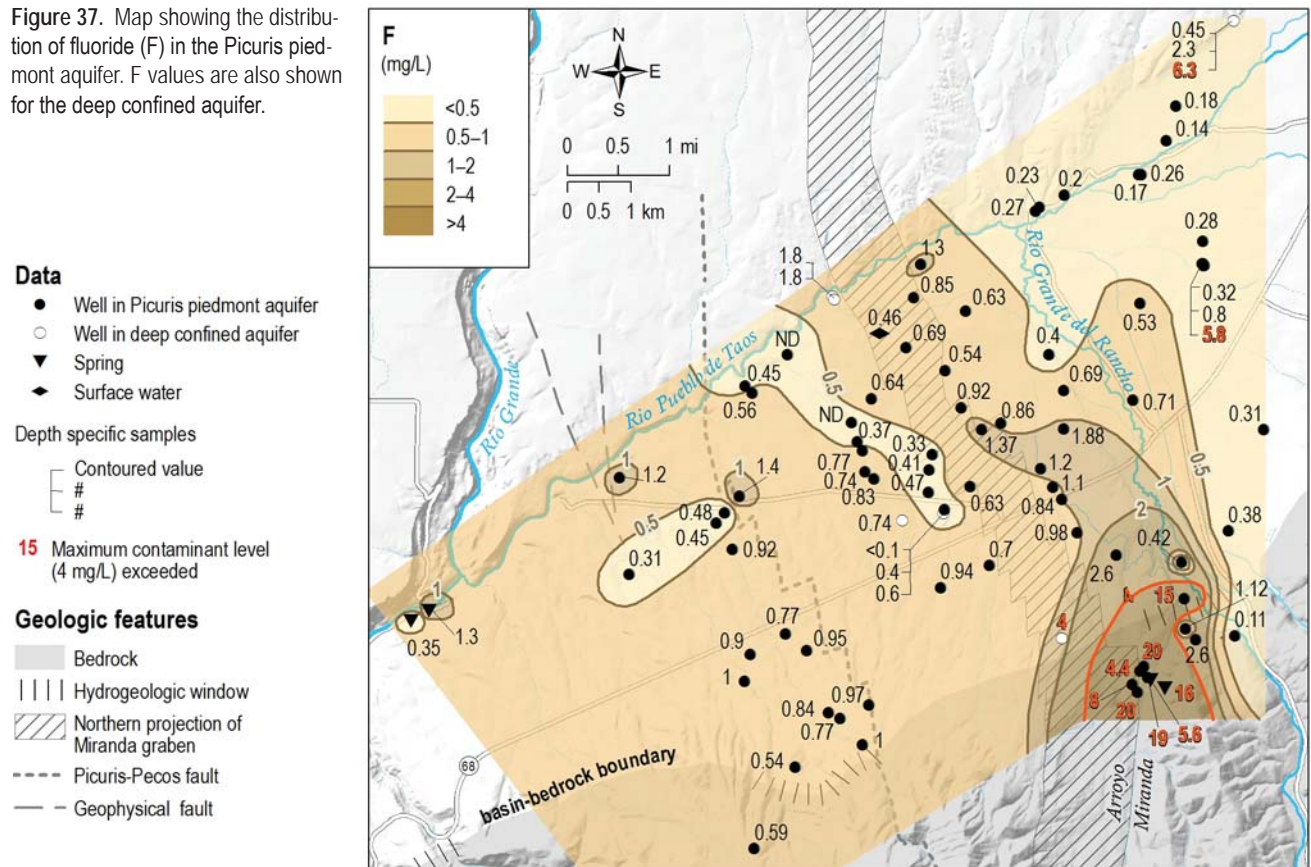 Figure 37. Map showing the distribu-
tion of fluoride (F) in the Picuris pied-
mont aquifer. F values are also shown
for the deep confined aquifer.
F
(mg/L)
<0.5
0.5–1
1–2
2–4
>4
N
W E
S
0 0.5 1 mi
0 0.5 1 km
Data
Well in Picuris piedmont aquifer
Well in deep confined aquifer
Spring
Surface water
Depth specific samples
Contoured value
#
#
15 Maximum contaminant level
(4 mg/L) exceeded
Geologic features
Bedrock
Hydrogeologic window
Northern projection of
Miranda graben
Picuris-Pecos fault
Geophysical fault
0.45
2.3
6.3
0.18
0.14
0.26
0.17
0.2
0.23
0.27
0.28
0.32
0.8
5.8
1.3
1.8
1.8
0.85
0.63
0.46
0.69
0.53
0.4
0.54
ND
0.45
0.56
0.5
0.64
0.69
0.71
0.92
0.86
0.31
ND
0.37
0.33
1.37
1.88
0.5
0.77
0.41
1.2
0.74
0.47
1.1
0.83
0.63
0.84
1
1
1.2
1.4
1
0.5
0.48
0.45
0.74
0.98
2
0.42
0.38
0.92
<0.1
0.4
0.6
0.7
0.94
2.6
0.31
1
1.3
0.35
4
4
15
1.12
0.11
2.6
0.77
0.95
0.9
1
20
4.4
8
20
16
19
5.6
0.97
0.84
0.77
1
0.54
0.59
Rio Grande
Rio Pueblo de Taos
Rio Grande del Rancho
68
basin-bedrock boundary
Arroyo
Miranda